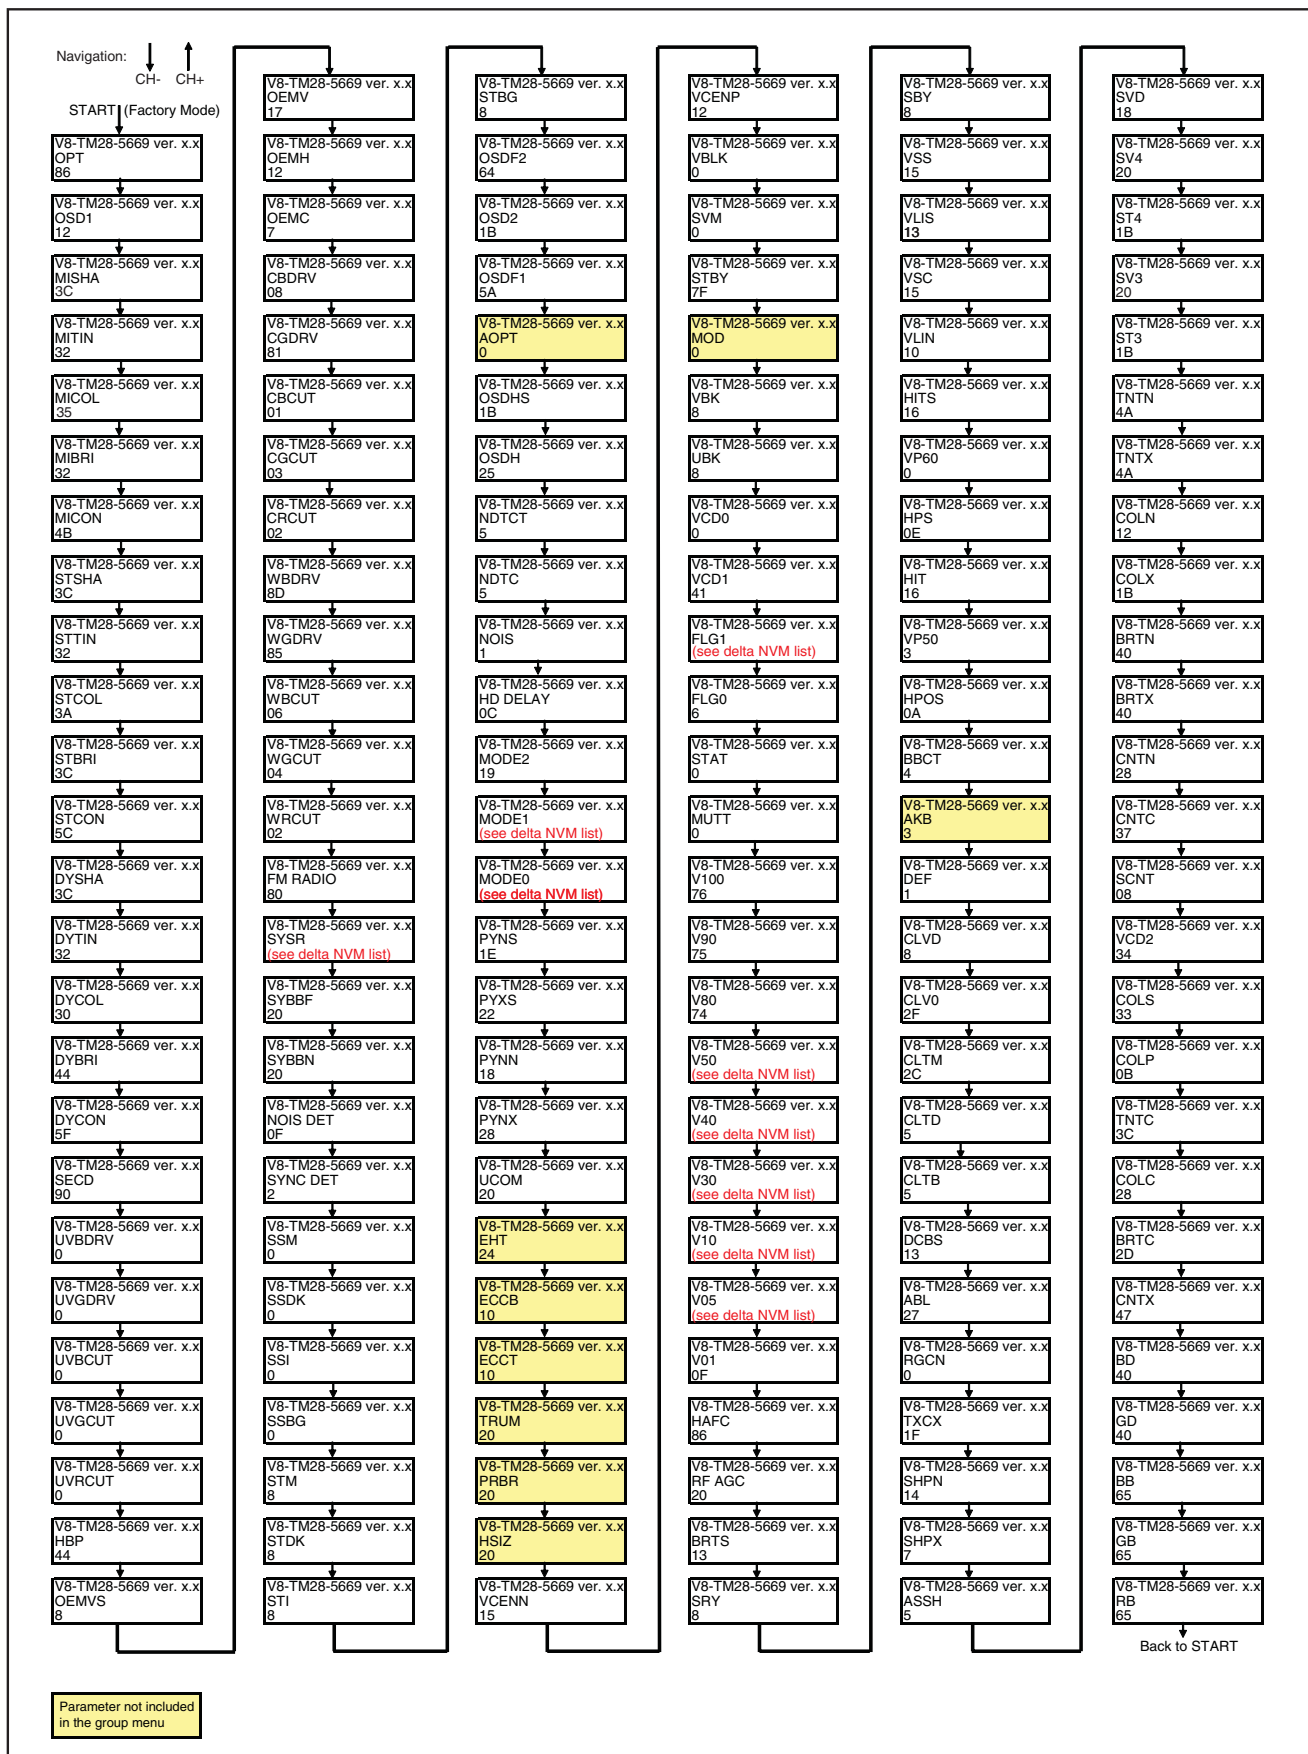 Navigation:
CH-
CH+
START (Factory Mode)
V8-TM28-5669 ver. x.x
OPT
86
V8-TM28-5669 ver. x.x
OSD1
12
V8-TM28-5669 ver. x.x
MISHA
3C
V8-TM28-5669 ver. x.x
MITIN
32
V8-TM28-5669 ver. x.x
MICOL
35
V8-TM28-5669 ver. x.x
MIBRI
32
V8-TM28-5669 ver. x.x
MICON
4B
V8-TM28-5669 ver. x.x
STSHA
3C
V8-TM28-5669 ver. x.x
STTIN
32
V8-TM28-5669 ver. x.x
STCOL
3A
V8-TM28-5669 ver. x.x
STBRI
3C
V8-TM28-5669 ver. x.x
STCON
5C
V8-TM28-5669 ver. x.x
DYSHA
3C
V8-TM28-5669 ver. x.x
DYTIN
32
V8-TM28-5669 ver. x.x
DYCOL
30
V8-TM28-5669 ver. x.x
DYBRI
44
V8-TM28-5669 ver. x.x
DYCON
5F
V8-TM28-5669 ver. x.x
SECD
90
V8-TM28-5669 ver. x.x
UVBDRV
0
V8-TM28-5669 ver. x.x
UVGDRV
0
V8-TM28-5669 ver. x.x
UVBCUT
0
V8-TM28-5669 ver. x.x
UVGCUT
0
V8-TM28-5669 ver. x.x
UVRCUT
0
V8-TM28-5669 ver. x.x
HBP
44
V8-TM28-5669 ver. x.x
OEMVS
8
V8-TM28-5669 ver. x.x
OEMV
17
V8-TM28-5669 ver. x.x
OEMH
12
V8-TM28-5669 ver. x.x
OEMC
7
V8-TM28-5669 ver. x.x
CBDRV
08
V8-TM28-5669 ver. x.x
CGDRV
81
V8-TM28-5669 ver. x.x
CBCUT
01
V8-TM28-5669 ver. x.x
CGCUT
03
V8-TM28-5669 ver. x.x
CRCUT
02
V8-TM28-5669 ver. x.x
WBDRV
8D
V8-TM28-5669 ver. x.x
WGDRV
85
V8-TM28-5669 ver. x.x
WBCUT
06
V8-TM28-5669 ver. x.x
WGCUT
04
V8-TM28-5669 ver. x.x
WRCUT
02
V8-TM28-5669 ver. x.x
FM RADIO
80
V8-TM28-5669 ver. x.x
SYSR
(see delta NVM list)
V8-TM28-5669 ver. x.x
SYBBF
20
V8-TM28-5669 ver. x.x
SYBBN
20
V8-TM28-5669 ver. x.x
NOIS DET
0F
V8-TM28-5669 ver. x.x
SYNC DET
2
V8-TM28-5669 ver. x.x
SSM
0
V8-TM28-5669 ver. x.x
SSDK
0
V8-TM28-5669 ver. x.x
SSI
0
V8-TM28-5669 ver. x.x
SSBG
0
V8-TM28-5669 ver. x.x
STM
8
V8-TM28-5669 ver. x.x
STDK
8
V8-TM28-5669 ver. x.x
STI
8
V8-TM28-5669 ver. x.x
STBG
8
V8-TM28-5669 ver. x.x
OSDF2
64
V8-TM28-5669 ver. x.x
OSD2
1B
V8-TM28-5669 ver. x.x
OSDF1
5A
V8-TM28-5669 ver. x.x
AOPT
0
V8-TM28-5669 ver. x.x
OSDHS
1B
V8-TM28-5669 ver. x.x
OSDH
25
V8-TM28-5669 ver. x.x
NDTCT
5
V8-TM28-5669 ver. x.x
NDTC
5
V8-TM28-5669 ver. x.x
NOIS
1
V8-TM28-5669 ver. x.x
HD DELAY
0C
V8-TM28-5669 ver. x.x
MODE2
19
V8-TM28-5669 ver. x.x
MODE1
(see delta NVM list)
V8-TM28-5669 ver. x.x
MODE0
(see delta NVM list)
V8-TM28-5669 ver. x.x
PYNS
1E
V8-TM28-5669 ver. x.x
PYXS
22
V8-TM28-5669 ver. x.x
PYNN
18
V8-TM28-5669 ver. x.x
PYNX
28
V8-TM28-5669 ver. x.x
UCOM
20
V8-TM28-5669 ver. x.x
EHT
24
V8-TM28-5669 ver. x.x
ECCB
10
V8-TM28-5669 ver. x.x
ECCT
10
V8-TM28-5669 ver. x.x
TRUM
20
V8-TM28-5669 ver. x.x
PRBR
20
V8-TM28-5669 ver. x.x
HSIZ
20
V8-TM28-5669 ver. x.x
VCENN
15
V8-TM28-5669 ver. x.x
VCENP
12
V8-TM28-5669 ver. x.x
VBLK
0
V8-TM28-5669 ver. x.x
SVM
0
V8-TM28-5669 ver. x.x
STBY
7F
V8-TM28-5669 ver. x.x
MOD
0
V8-TM28-5669 ver. x.x
VBK
8
V8-TM28-5669 ver. x.x
UBK
8
V8-TM28-5669 ver. x.x
VCD0
0
V8-TM28-5669 ver. x.x
VCD1
41
V8-TM28-5669 ver. x.x
FLG1
(see delta NVM list)
V8-TM28-5669 ver. x.x
FLG0
6
V8-TM28-5669 ver. x.x
STAT
0
V8-TM28-5669 ver. x.x
MUTT
0
V8-TM28-5669 ver. x.x
V100
76
V8-TM28-5669 ver. x.x
V90
75
V8-TM28-5669 ver. x.x
V80
74
V8-TM28-5669 ver. x.x
V50
(see delta NVM list)
V8-TM28-5669 ver. x.x
V40
(see delta NVM list)
V8-TM28-5669 ver. x.x
V30
(see delta NVM list)
V8-TM28-5669 ver. x.x
V10
(see delta NVM list)
V8-TM28-5669 ver. x.x
V05
(see delta NVM list)
V8-TM28-5669 ver. x.x
V01
0F
V8-TM28-5669 ver. x.x
HAFC
86
V8-TM28-5669 ver. x.x
RF AGC
20
V8-TM28-5669 ver. x.x
BRTS
13
V8-TM28-5669 ver. x.x
SRY
8
V8-TM28-5669 ver. x.x
SBY
8
V8-TM28-5669 ver. x.x
VSS
15
V8-TM28-5669 ver. x.x
VLIS
13
V8-TM28-5669 ver. x.x
VSC
15
V8-TM28-5669 ver. x.x
VLIN
10
V8-TM28-5669 ver. x.x
HITS
16
V8-TM28-5669 ver. x.x
VP60
0
V8-TM28-5669 ver. x.x
HPS
0E
V8-TM28-5669 ver. x.x
HIT
16
V8-TM28-5669 ver. x.x
VP50
3
V8-TM28-5669 ver. x.x
HPOS
0A
V8-TM28-5669 ver. x.x
BBCT
4
V8-TM28-5669 ver. x.x
AKB
3
V8-TM28-5669 ver. x.x
DEF
1
V8-TM28-5669 ver. x.x
CLVD
8
V8-TM28-5669 ver. x.x
CLV0
2F
V8-TM28-5669 ver. x.x
CLTM
2C
V8-TM28-5669 ver. x.x
CLTD
5
V8-TM28-5669 ver. x.x
CLTB
5
V8-TM28-5669 ver. x.x
DCBS
13
V8-TM28-5669 ver. x.x
ABL
27
V8-TM28-5669 ver. x.x
RGCN
0
V8-TM28-5669 ver. x.x
TXCX
1F
V8-TM28-5669 ver. x.x
SHPN
14
V8-TM28-5669 ver. x.x
SHPX
7
V8-TM28-5669 ver. x.x
ASSH
5
V8-TM28-5669 ver. x.x
SVD
18
V8-TM28-5669 ver. x.x
SV4
20
V8-TM28-5669 ver. x.x
ST4
1B
V8-TM28-5669 ver. x.x
SV3
20
V8-TM28-5669 ver. x.x
ST3
1B
V8-TM28-5669 ver. x.x
TNTN
4A
V8-TM28-5669 ver. x.x
TNTX
4A
V8-TM28-5669 ver. x.x
COLN
12
V8-TM28-5669 ver. x.x
COLX
1B
V8-TM28-5669 ver. x.x
BRTN
40
V8-TM28-5669 ver. x.x
BRTX
40
V8-TM28-5669 ver. x.x
CNTN
28
V8-TM28-5669 ver. x.x
CNTC
37
V8-TM28-5669 ver. x.x
SCNT
08
V8-TM28-5669 ver. x.x
VCD2
34
V8-TM28-5669 ver. x.x
COLS
33
V8-TM28-5669 ver. x.x
COLP
0B
V8-TM28-5669 ver. x.x
TNTC
3C
V8-TM28-5669 ver. x.x
COLC
28
V8-TM28-5669 ver. x.x
BRTC
2D
V8-TM28-5669 ver. x.x
CNTX
47
V8-TM28-5669 ver. x.x
BD
40
V8-TM28-5669 ver. x.x
GD
40
V8-TM28-5669 ver. x.x
BB
65
V8-TM28-5669 ver. x.x
GB
65
V8-TM28-5669 ver. x.x
RB
65
Back to START
Parameter not included
in the group menu